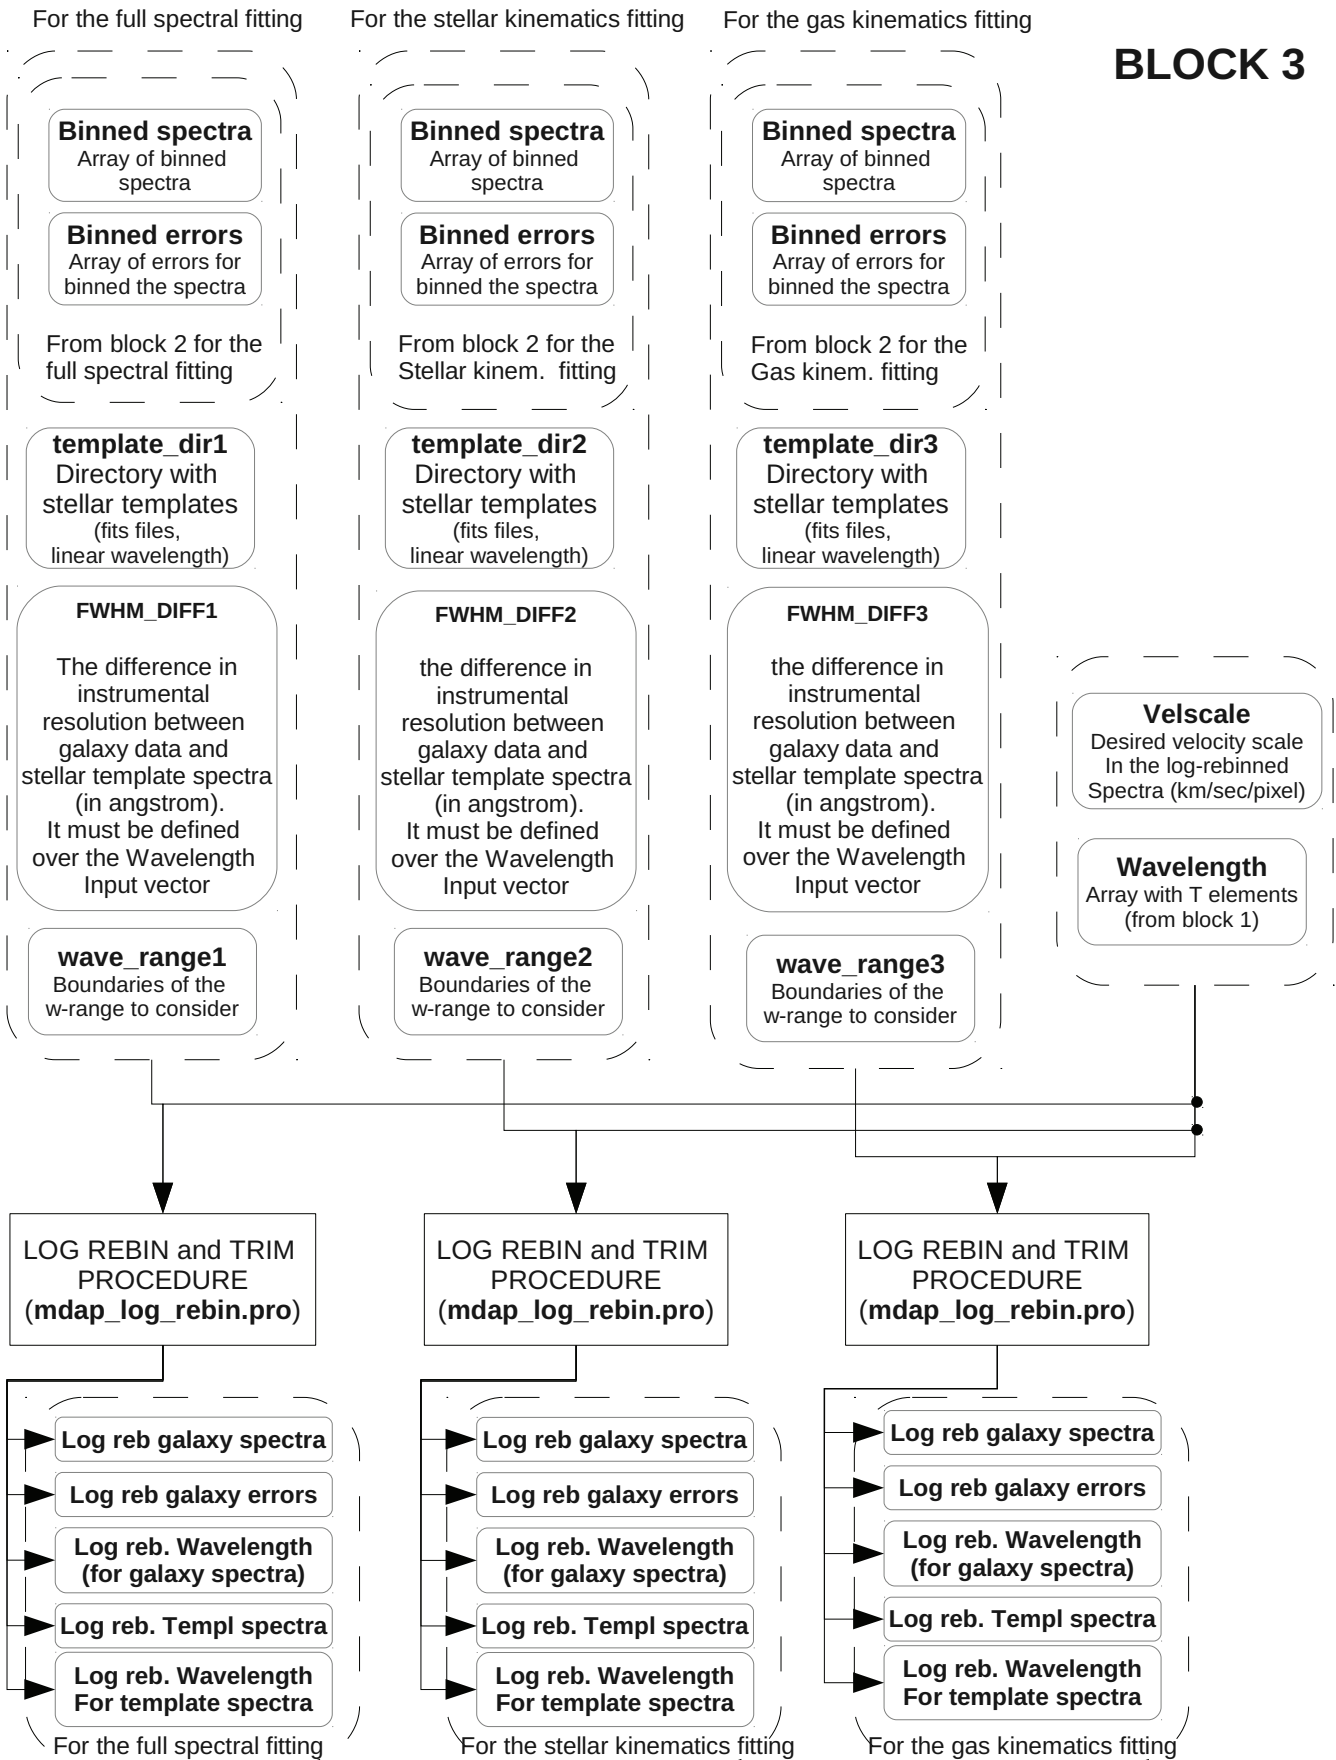 For the full spectral fitting
For the stellar kinematics fitting
For the gas kinematics fitting
BLOCK 3
Binned spectra
Array of binned
spectra
Binned errors
Array of errors for
binned the spectra
From block 2 for the
full spectral fitting
template_dir1
Directory with
stellar templates
(fits files,
linear wavelength)
FWHM_DIFF1
The difference in
instrumental
resolution between
galaxy data and
stellar template spectra
(in angstrom).
It must be defined
over the Wavelength
Input vector
wave_range1
Boundaries of the
w-range to consider
Binned spectra
Array of binned
spectra
Binned errors
Array of errors for
binned the spectra
From block 2 for the
Stellar kinem. fitting
template_dir2
Directory with
stellar templates
(fits files,
linear wavelength)
FWHM_DIFF2
the difference in
instrumental
resolution between
galaxy data and
stellar template spectra
(in angstrom).
It must be defined
over the Wavelength
Input vector
wave_range2
Boundaries of the
w-range to consider
Binned spectra
Array of binned
spectra
Binned errors
Array of errors for
binned the spectra
From block 2 for the
Gas kinem. fitting
template_dir3
Directory with
stellar templates
(fits files,
linear wavelength)
FWHM_DIFF3
the difference in
instrumental
resolution between
galaxy data and
stellar template spectra
(in angstrom).
It must be defined
over the Wavelength
Input vector
wave_range3
Boundaries of the
w-range to consider
Velscale
Desired velocity scale
In the log-rebinned
Spectra (km/sec/pixel)
Wavelength
Array with T elements
(from block 1)
LOG REBIN and TRIM
PROCEDURE
(mdap_log_rebin.pro)
LOG REBIN and TRIM
PROCEDURE
(mdap_log_rebin.pro)
LOG REBIN and TRIM
PROCEDURE
(mdap_log_rebin.pro)
Log reb galaxy spectra
Log reb galaxy errors
Log reb. Wavelength
(for galaxy spectra)
Log reb. Templ spectra
Log reb. Wavelength
For template spectra
For the full spectral fitting
Log reb galaxy spectra
Log reb galaxy errors
Log reb. Wavelength
(for galaxy spectra)
Log reb. Templ spectra
Log reb. Wavelength
For template spectra
For the stellar kinematics fitting
Log reb galaxy spectra
Log reb galaxy errors
Log reb. Wavelength
(for galaxy spectra)
Log reb. Templ spectra
Log reb. Wavelength
For template spectra
For the gas kinematics fitting